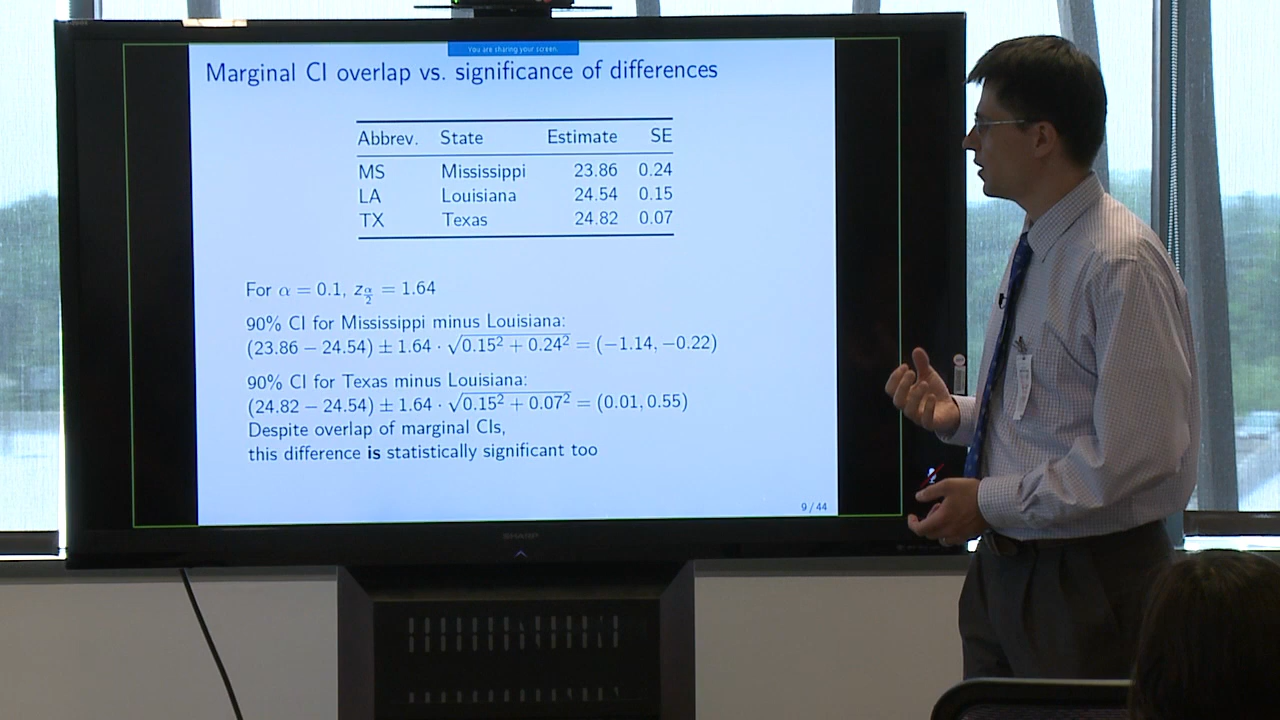 You are sharing your screen.
Marginal CI overlap vs. significance of differences
Abbrev. State Estimate SE
MS Mississippi 23.86 0.24
LA Louisiana 24.54 0.15
TX Texas 24.82 0.07
For α = 0.1, z_{α/2} = 1.64
90% CI for Mississippi minus Louisiana:
(23.86 − 24.54) ± 1.64 · √(0.15² + 0.24²) = (−1.14, −0.22)
90% CI for Texas minus Louisiana:
(24.82 − 24.54) ± 1.64 · √(0.15² + 0.07²) = (0.01, 0.55)
Despite overlap of marginal CIs,
this difference is statistically significant too
9 / 44
SHARP